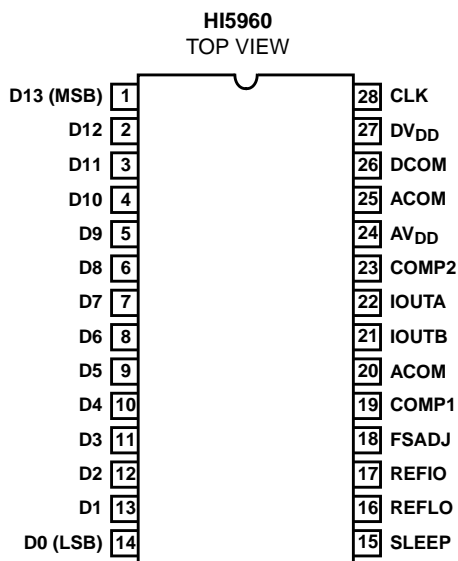 HI5960
TOP VIEW
D13 (MSB) 1 28 CLK
D12 2 27 DVDD
D11 3 26 DCOM
D10 4 25 ACOM
D9 5 24 AVDD
D8 6 23 COMP2
D7 7 22 IOUTA
D6 8 21 IOUTB
D5 9 20 ACOM
D4 10 19 COMP1
D3 11 18 FSADJ
D2 12 17 REFIO
D1 13 16 REFLO
D0 (LSB) 14 15 SLEEP